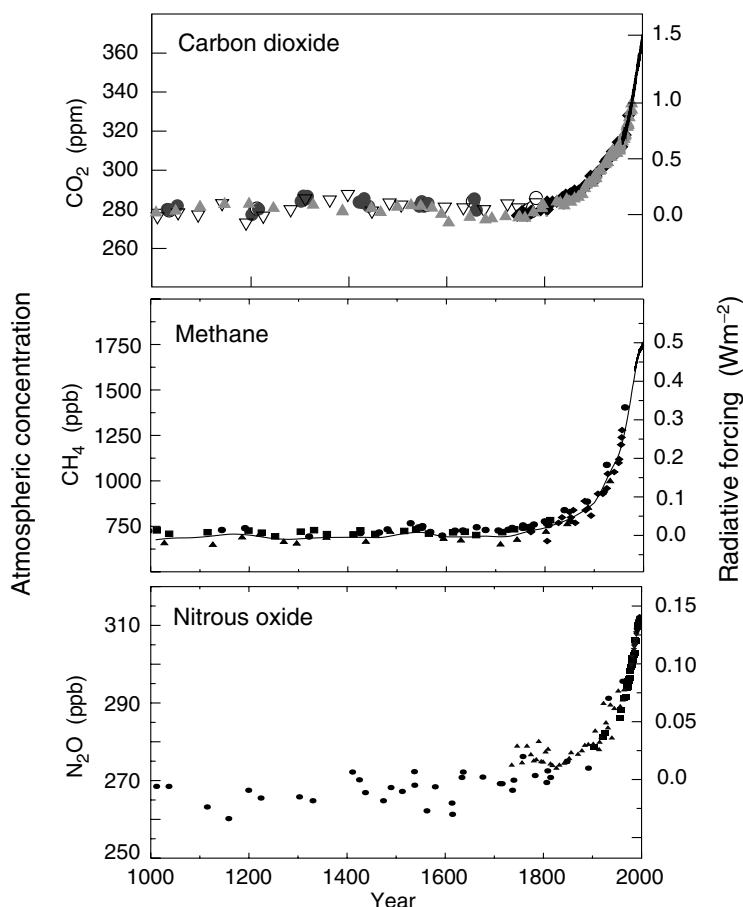 Atmospheric concentration
Radiative forcing (Wm⁻²)
Carbon dioxide
CO₂ (ppm)
360
340
320
300
280
260
1.5
1.0
0.5
0.0
Methane
CH₄ (ppb)
1750
1500
1250
1000
750
0.5
0.4
0.3
0.2
0.1
0.0
Nitrous oxide
N₂O (ppb)
310
290
270
250
0.15
0.10
0.05
0.0
1000 1200 1400 1600 1800 2000
Year